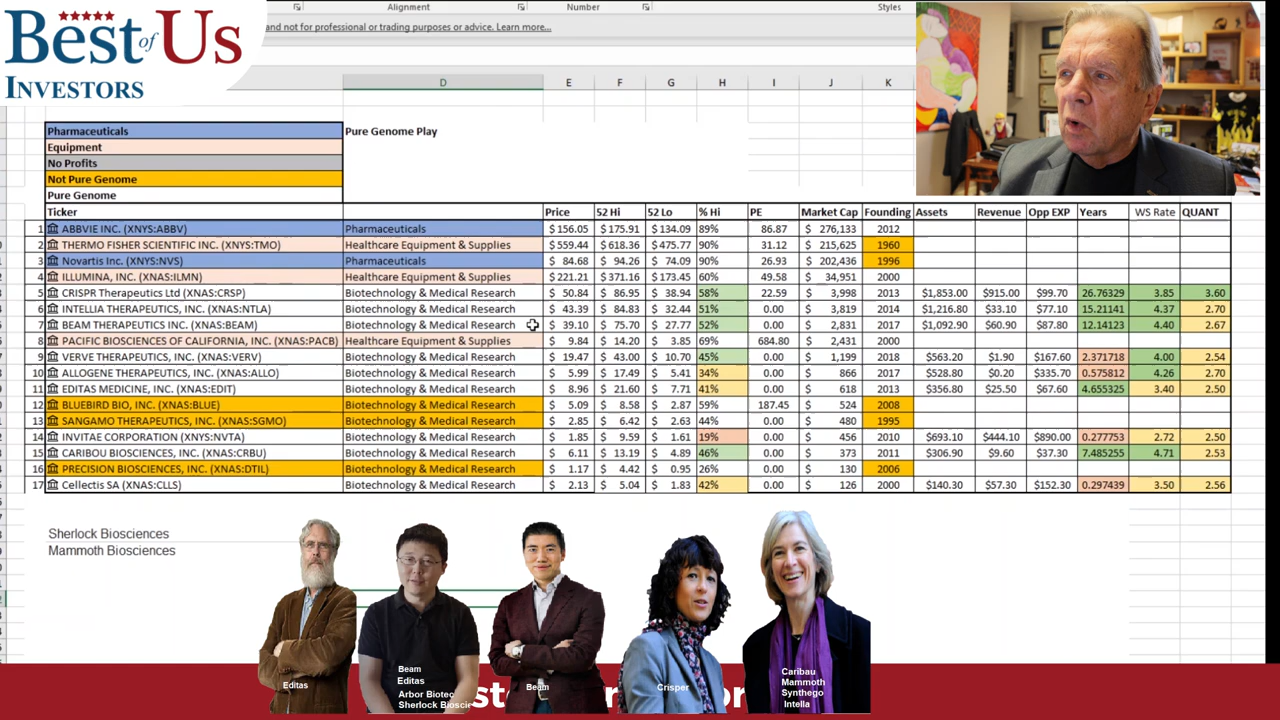 Alignment Number Styles
and not for professional or trading purposes or advice. Learn more...
Best of Us
INVESTORS
D E F G H I J K
Pharmaceuticals Pure Genome Play
Equipment
No Profits
Not Pure Genome
Pure Genome
Ticker Price 52 Hi 52 Lo % Hi PE Market Cap Founding Assets Revenue Opp EXP Years WS Rate QUANT
1 ABBVIE INC. (XNYS:ABBV) Pharmaceuticals $ 156.05 $ 175.91 $ 134.09 89% 86.87 $ 276,133 2012
2 THERMO FISHER SCIENTIFIC INC. (XNYS:TMO) Healthcare Equipment & Supplies $ 559.44 $ 618.36 $ 475.77 90% 31.12 $ 215,625 1960
3 Novartis Inc. (XNYS:NVS) Pharmaceuticals $ 84.68 $ 94.26 $ 74.09 90% 26.93 $ 202,436 1996
4 ILLUMINA, INC. (XNAS:ILMN) Healthcare Equipment & Supplies $ 221.21 $ 371.16 $ 173.45 60% 49.58 $ 34,951 2000
5 CRISPR Therapeutics Ltd (XNAS:CRSP) Biotechnology & Medical Research $ 50.84 $ 86.95 $ 38.94 58% 22.59 $ 3,998 2013 $1,853.00 $915.00 $99.70 26.76329 3.85 3.60
6 INTELLIA THERAPEUTICS, INC. (XNAS:NTLA) Biotechnology & Medical Research $ 43.39 $ 84.83 $ 32.44 51% 0.00 $ 3,819 2014 $1,216.80 $33.10 $77.10 15.21141 4.37 2.70
7 BEAM THERAPEUTICS INC. (XNAS:BEAM) Biotechnology & Medical Research $ 39.10 $ 75.70 $ 27.77 52% 0.00 $ 2,831 2017 $1,092.90 $60.90 $87.80 12.14123 4.40 2.67
8 PACIFIC BIOSCIENCES OF CALIFORNIA, INC. (XNAS:PACB) Healthcare Equipment & Supplies $ 9.84 $ 14.20 $ 3.85 69% 684.80 $ 2,431 2000
9 VERVE THERAPEUTICS, INC. (XNAS:VERV) Biotechnology & Medical Research $ 19.47 $ 43.00 $ 10.70 45% 0.00 $ 1,199 2018 $563.20 $1.90 $167.60 2.371718 4.00 2.54
10 ALLOGENE THERAPEUTICS, INC. (XNAS:ALLO) Biotechnology & Medical Research $ 5.99 $ 17.49 $ 5.41 34% 0.00 $ 866 2017 $528.80 $0.20 $335.70 0.575812 4.26 2.70
11 EDITAS MEDICINE, INC. (XNAS:EDIT) Biotechnology & Medical Research $ 8.96 $ 21.60 $ 7.71 41% 0.00 $ 618 2013 $356.80 $25.50 $67.60 4.655325 3.40 2.50
12 BLUEBIRD BIO, INC. (XNAS:BLUE) Biotechnology & Medical Research $ 5.09 $ 8.58 $ 2.87 59% 187.45 $ 524 2008
13 SANGAMO THERAPEUTICS, INC. (XNAS:SGMO) Biotechnology & Medical Research $ 2.85 $ 6.42 $ 2.63 44% 0.00 $ 480 1995
14 INVITAE CORPORATION (XNYS:NVTA) Biotechnology & Medical Research $ 1.85 $ 9.59 $ 1.61 19% 0.00 $ 456 2010 $693.10 $444.10 $890.00 0.277753 2.72 2.50
15 CARIBOU BIOSCIENCES, INC. (XNAS:CRBU) Biotechnology & Medical Research $ 6.11 $ 13.19 $ 4.89 46% 0.00 $ 373 2011 $306.90 $9.60 $37.30 7.485255 4.71 2.53
16 PRECISION BIOSCIENCES, INC. (XNAS:DTIL) Biotechnology & Medical Research $ 1.17 $ 4.42 $ 0.95 26% 0.00 $ 130 2006
17 Cellectis SA (XNAS:CLLS) Biotechnology & Medical Research $ 2.13 $ 5.04 $ 1.83 42% 0.00 $ 126 2000 $140.30 $57.30 $152.30 0.297439 3.50 2.56
Sherlock Biosciences
Mammoth Biosciences
Editas
Beam
Editas
Arbor Biotec
Sherlock Bioscie
Beam
Crisper
Caribau
Mammoth
Synthego
Intella